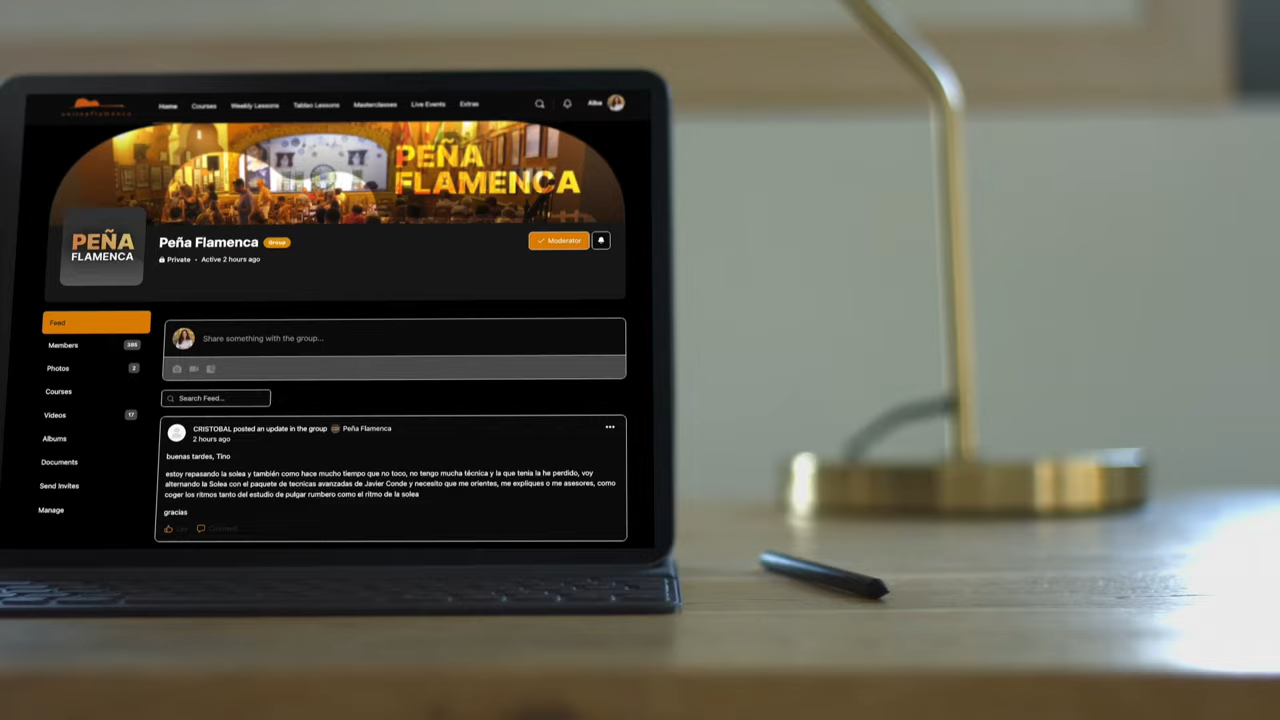 onlineflamenco
Home Courses Weekly Lessons Tablao Lessons Masterclasses Live Events Extras Alba
PEÑA
FLAMENCA
PEÑA
FLAMENCA
Peña Flamenca Group
Private • Active 2 hours ago
Moderator
Feed
Members 385
Photos 2
Courses
Videos 17
Albums
Documents
Send Invites
Manage
Share something with the group...
Search Feed...
CRISTOBAL posted an update in the group Peña Flamenca
2 hours ago
buenas tardes, Tino
estoy repasando la solea y también como hace mucho tiempo que no toco, no tengo mucha técnica y la que tenia la he perdido, voy
alternando la Solea con el paquete de tecnicas avanzadas de Javier Conde y necesito que me orientes, me expliques o me asesores, como
coger los ritmos tanto del estudio de pulgar rumbero como el ritmo de la solea
gracias
Like Comment